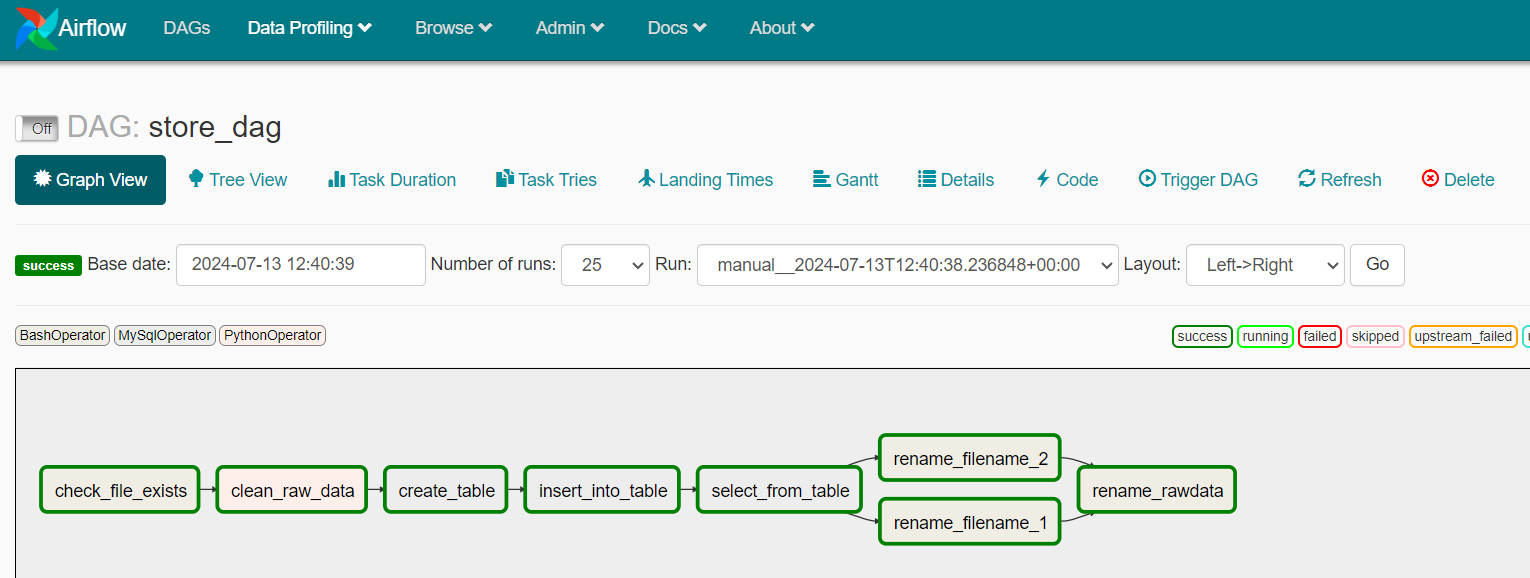 Airflow DAGs Data Profiling Browse Admin Docs About
Off DAG: store_dag
Graph View Tree View Task Duration Task Tries Landing Times Gantt Details Code Trigger DAG Refresh Delete
success Base date: 2024-07-13 12:40:39 Number of runs: 25 Run: manual__2024-07-13T12:40:38.236848+00:00 Layout: Left->Right Go
BashOperator MySqlOperator PythonOperator success running failed skipped upstream_failed
rename_filename_2
check_file_exists clean_raw_data create_table insert_into_table select_from_table rename_rawdata
rename_filename_1